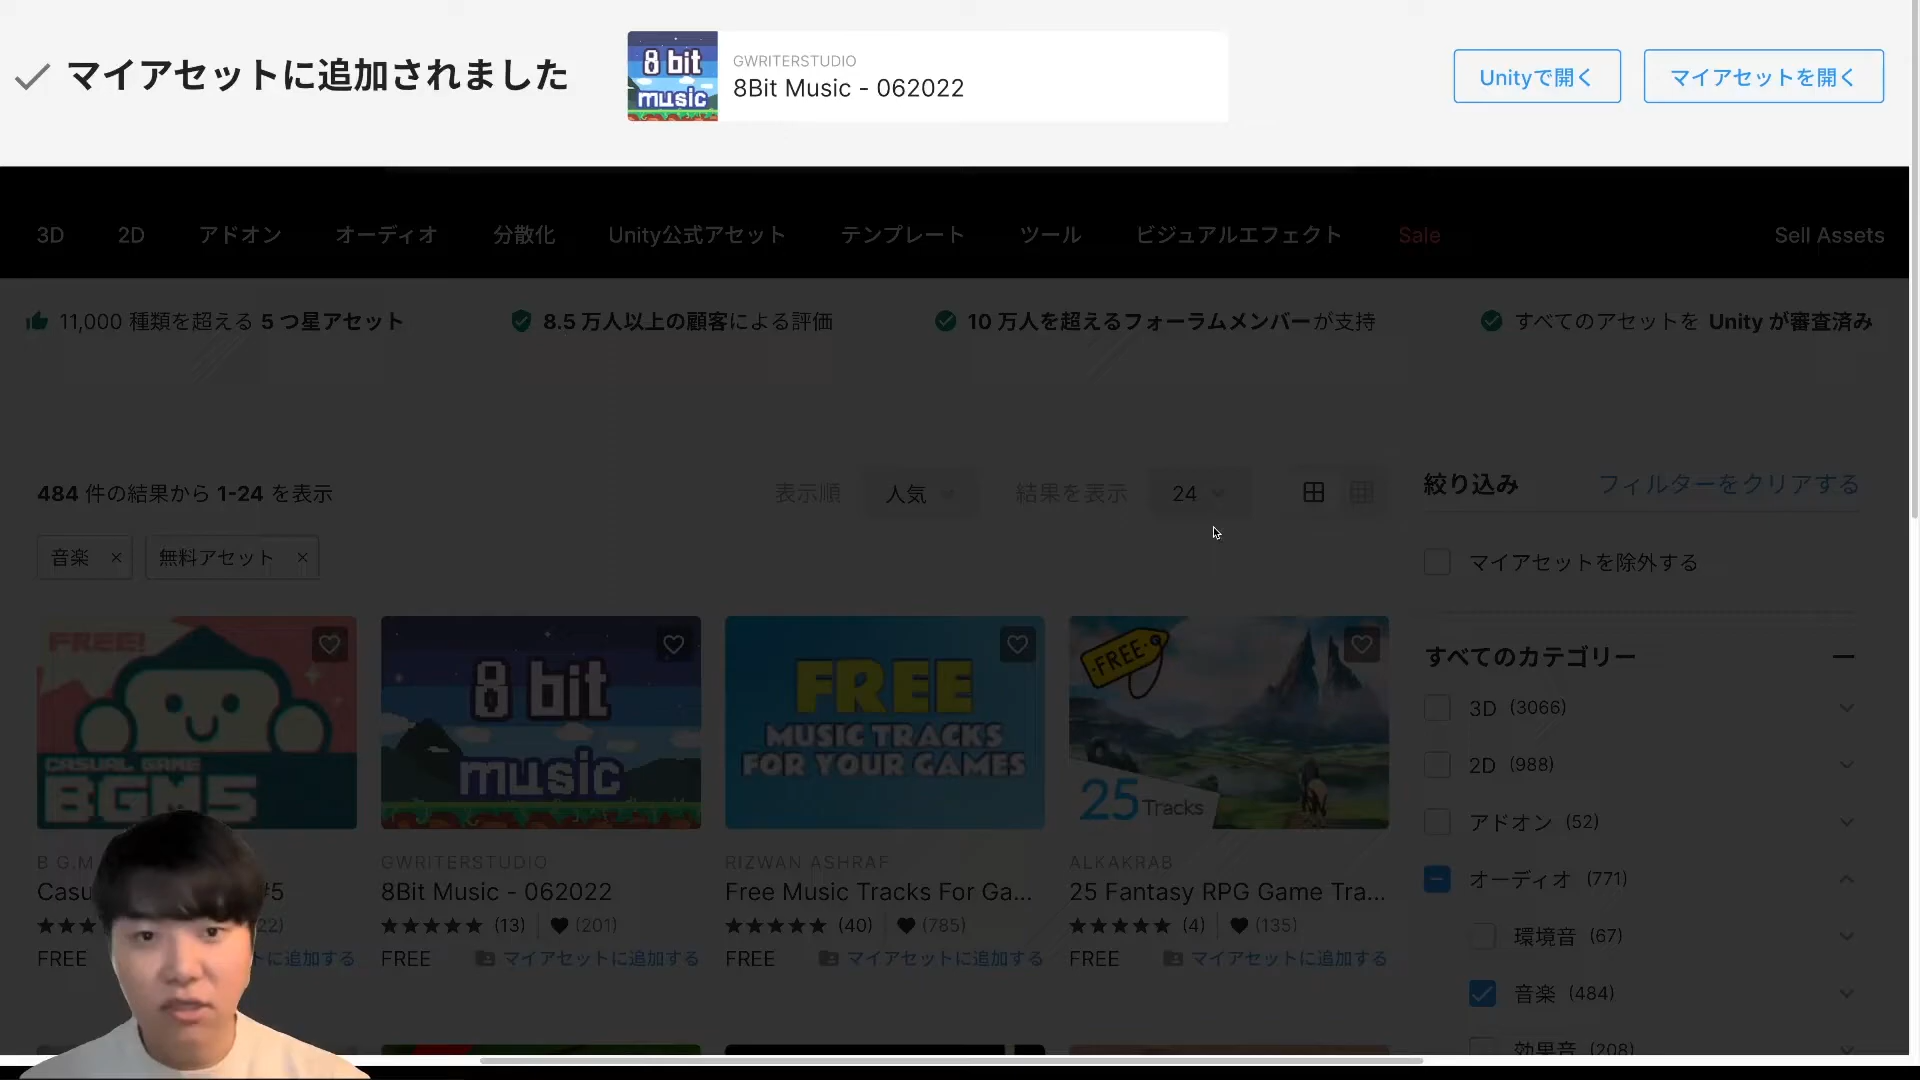 マイアセットに追加されました
8 bit
music
GWRITERSTUDIO
8Bit Music - 062022
Unityで開く
マイアセットを開く
3D
2D
アドオン
オーディオ
分散化
Unity公式アセット
テンプレート
ツール
ビジュアルエフェクト
Sale
Sell Assets
11,000 種類を超える 5 つ星アセット
8.5 万人以上の顧客による評価
10 万人を超えるフォーラムメンバーが支持
すべてのアセットを Unity が審査済み
484 件の結果から 1-24 を表示
表示順
人気
結果を表示
24
絞り込み
フィルターをクリアする
音楽 ×
無料アセット ×
マイアセットを除外する
FREE!
CASUAL GAME
BGM5
8 bit
music
FREE
MUSIC TRACKS
FOR YOUR GAMES
FREE
25 Tracks
すべてのカテゴリー
3D (3066)
2D (988)
アドオン (52)
オーディオ (771)
環境音 (67)
音楽 (484)
効果音 (208)
B G.M
#5
FREE
トに追加する
GWRITERSTUDIO
8Bit Music - 062022
(13)
(201)
FREE
マイアセットに追加する
RIZWAN ASHRAF
Free Music Tracks For Ga...
(40)
(785)
FREE
マイアセットに追加する
ALKAKRAB
25 Fantasy RPG Game Tra...
(4)
(135)
FREE
マイアセットに追加する